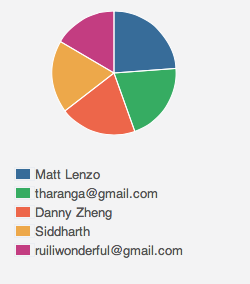 Matt Lenzo
tharanga@gmail.com
Danny Zheng
Siddharth
ruiliwonderful@gmail.com